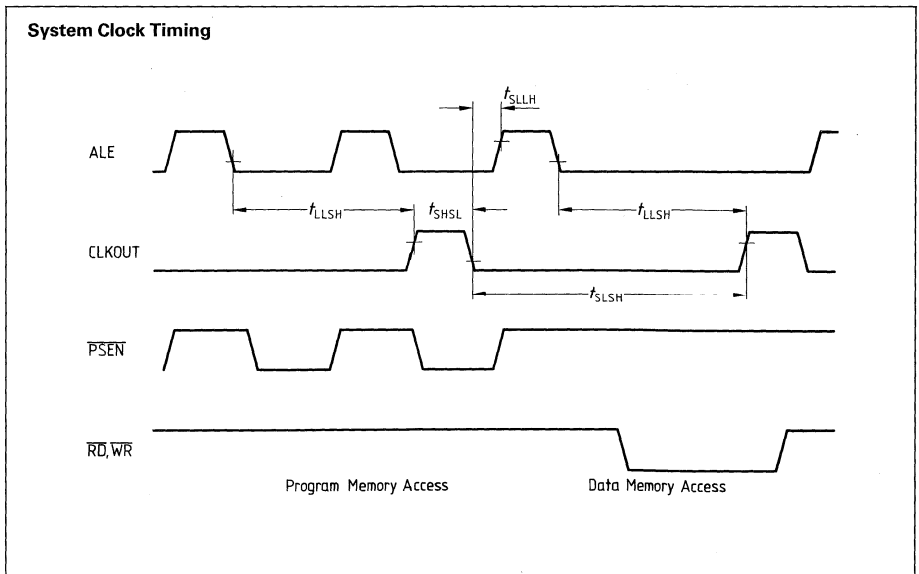 System Clock Timing
tSLLH
ALE
tLLSH tSHSL tLLSH
CLKOUT
tSLSH
PSEN
RD, WR
Program Memory Access Data Memory Access